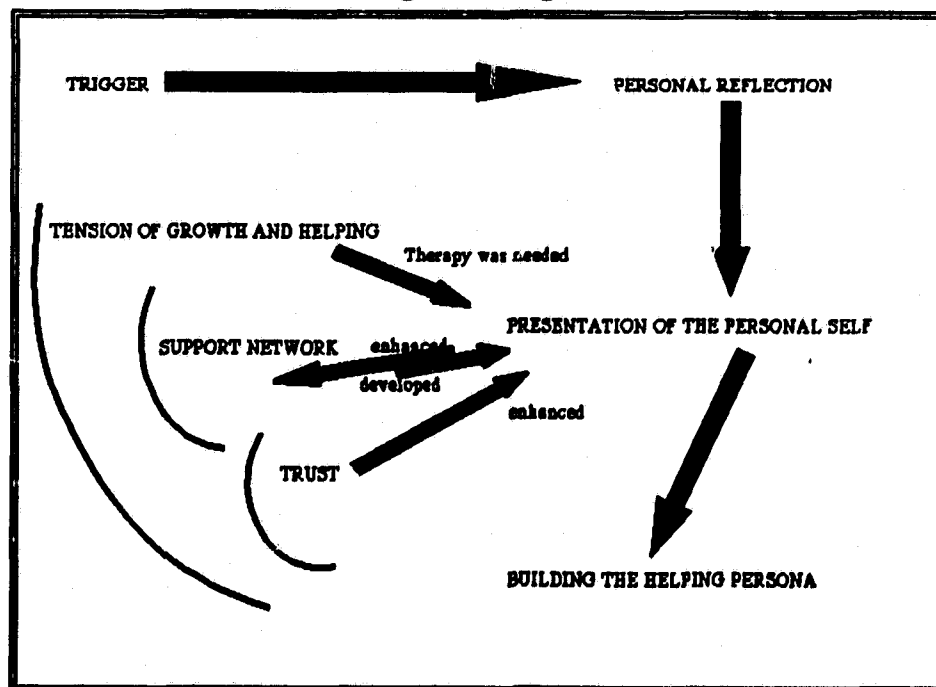 TRIGGER
PERSONAL REFLECTION
TENSION OF GROWTH AND HELPING
Therapy was needed
PRESENTATION OF THE PERSONAL SELF
SUPPORT NETWORK
enhanced
developed
enhanced
TRUST
BUILDING THE HELPING PERSONA